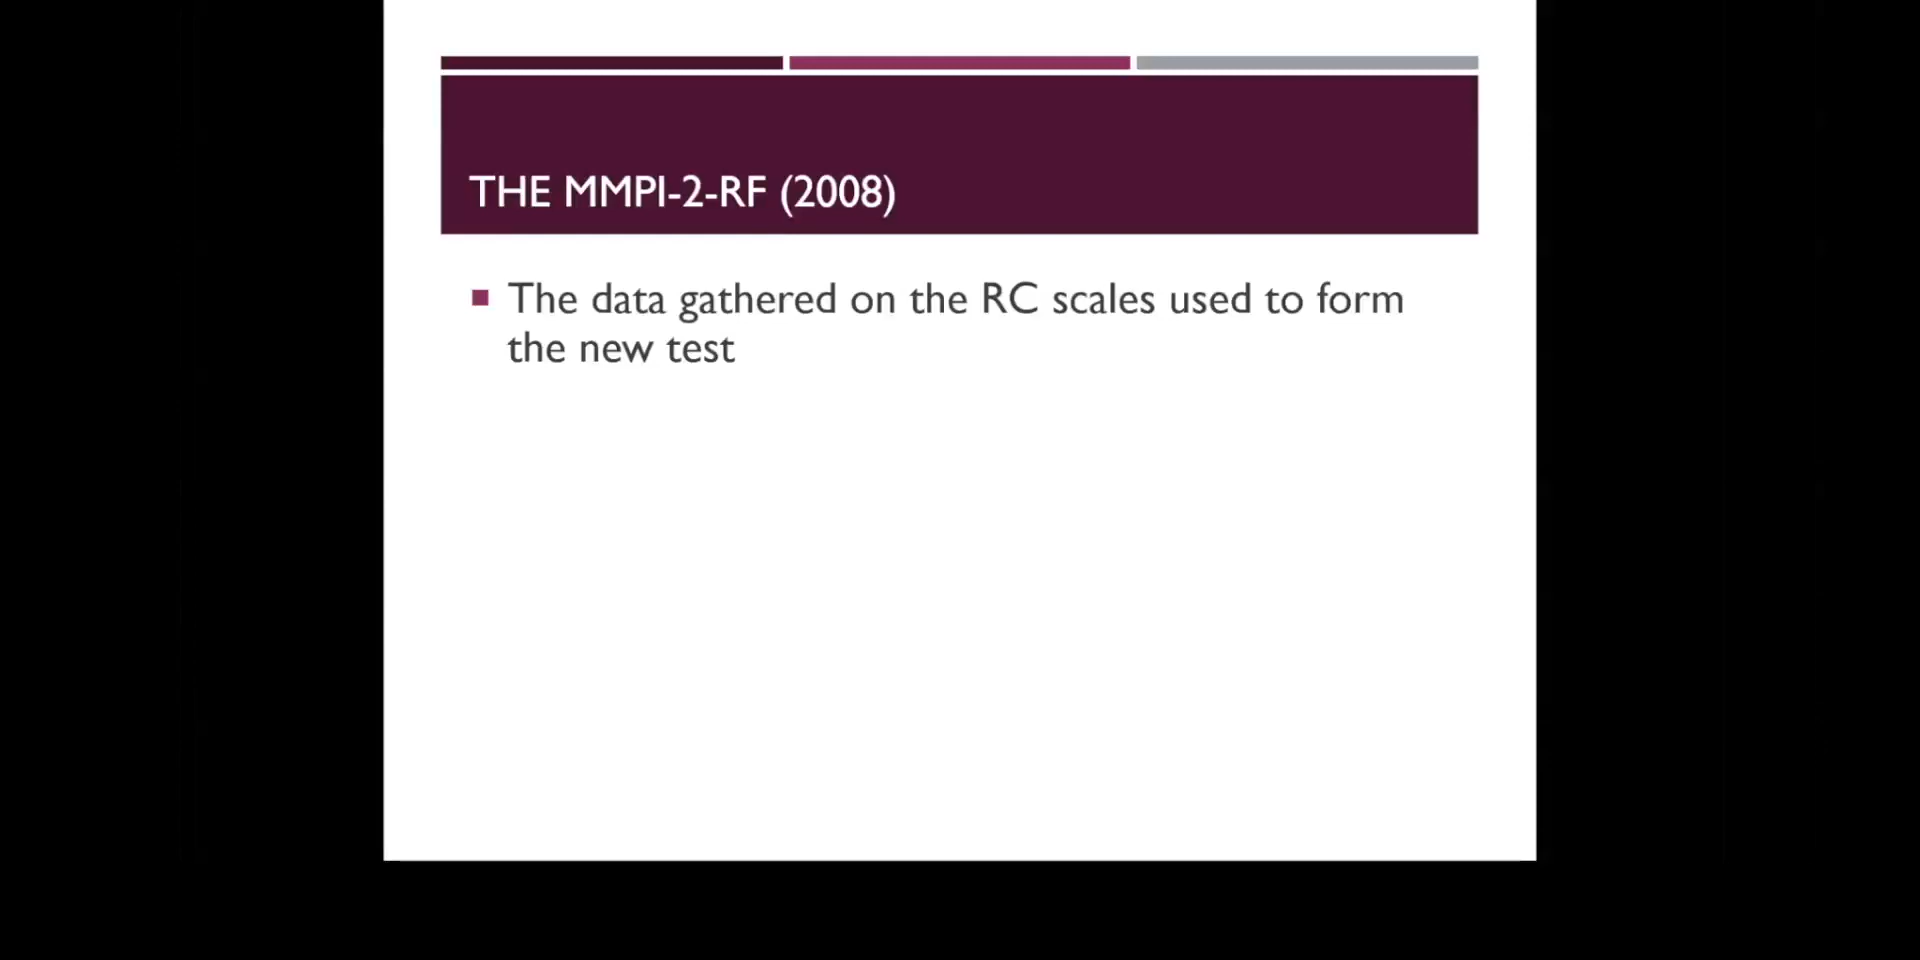 THE MMPI-2-RF (2008)
The data gathered on the RC scales used to form
the new test